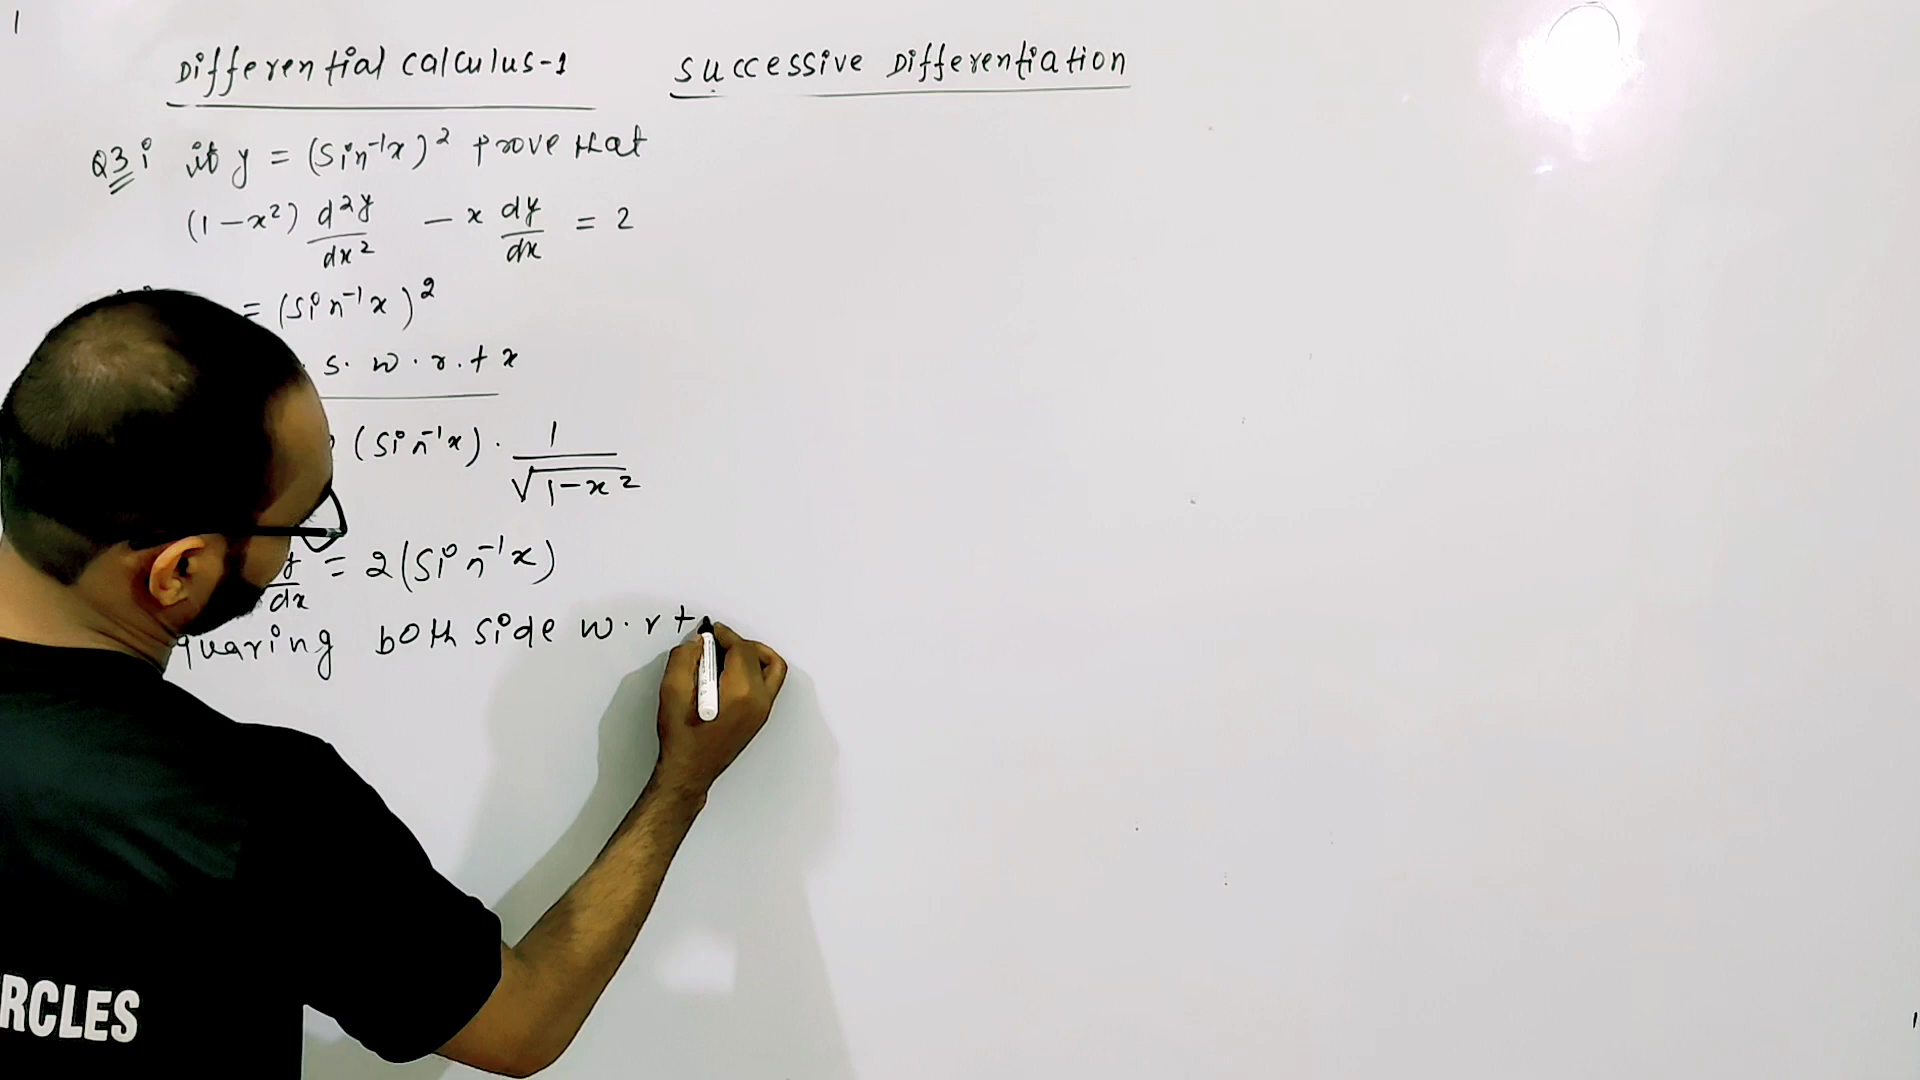 Differential calculus-1 successive Differentiation
Q3: if y = (Sin⁻¹x)² prove that
(1-x²) d²y/dx² - x dy/dx = 2
= (Sin⁻¹x)²
s. w.r.t x
(Sin⁻¹x) · 1/√1-x²
y/dx = 2(Sin⁻¹x)
quaring both side w.r t
RCLES